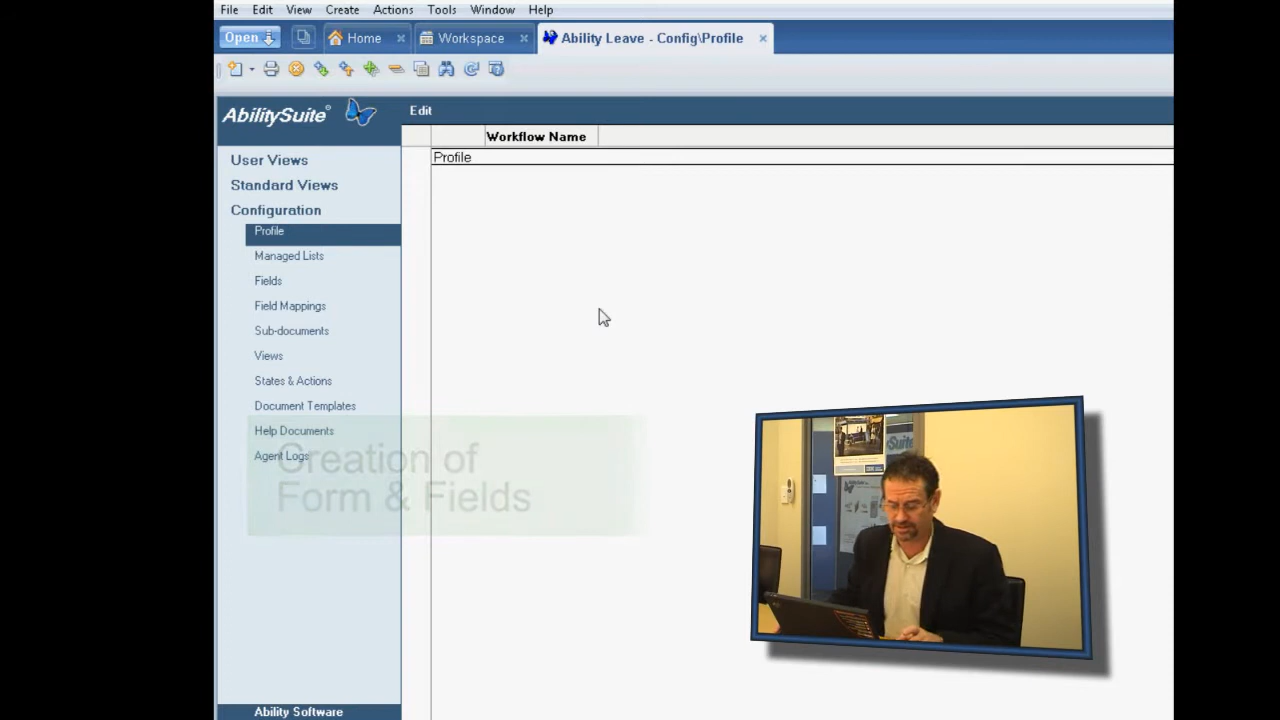 File Edit View Create Actions Tools Window Help
Open Home Workspace Ability Leave - Config\Profile
AbilitySuite® Edit
Workflow Name
Profile
User Views
Standard Views
Configuration
Profile
Managed Lists
Fields
Field Mappings
Sub-documents
Views
States & Actions
Document Templates
Help Documents
Agent Logs
Creation of
Form & Fields
Suite
Ability Software